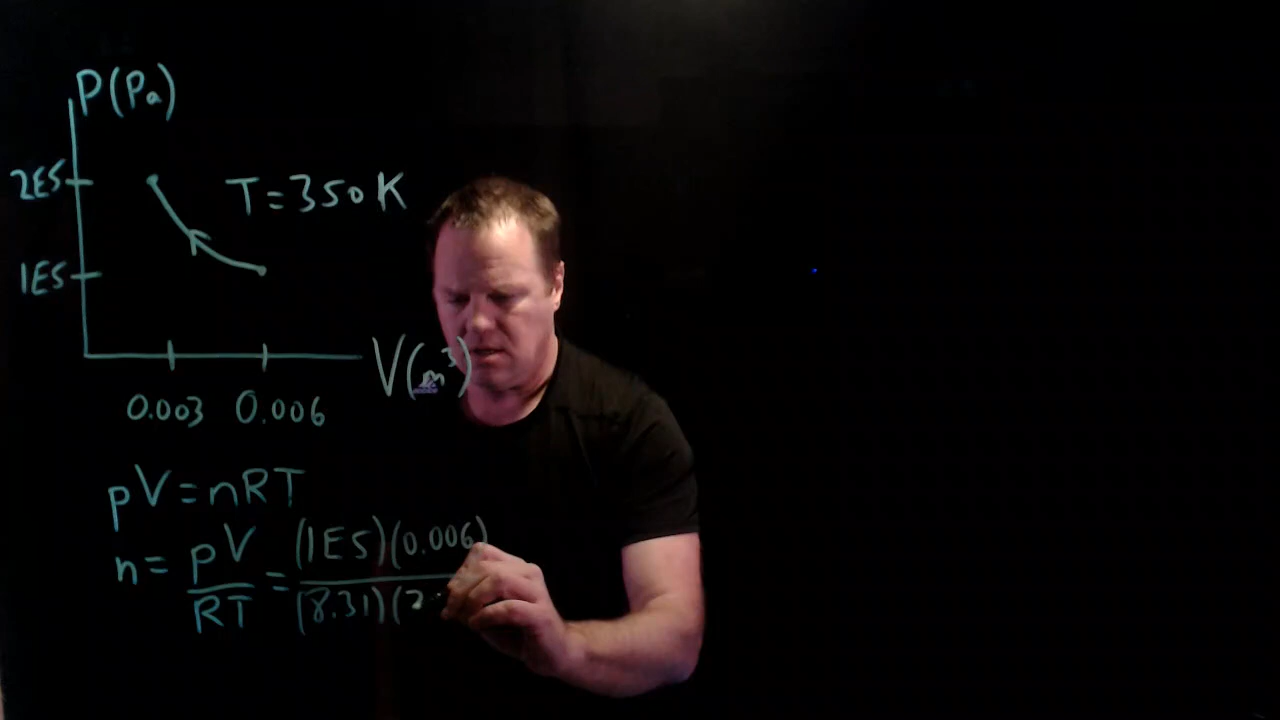 P(Pa)
2E5
T=350K
1E5
V(m³)
0.003 0.006
pV=nRT
n=pV/RT=(1E5)(0.006)/(8.31)(